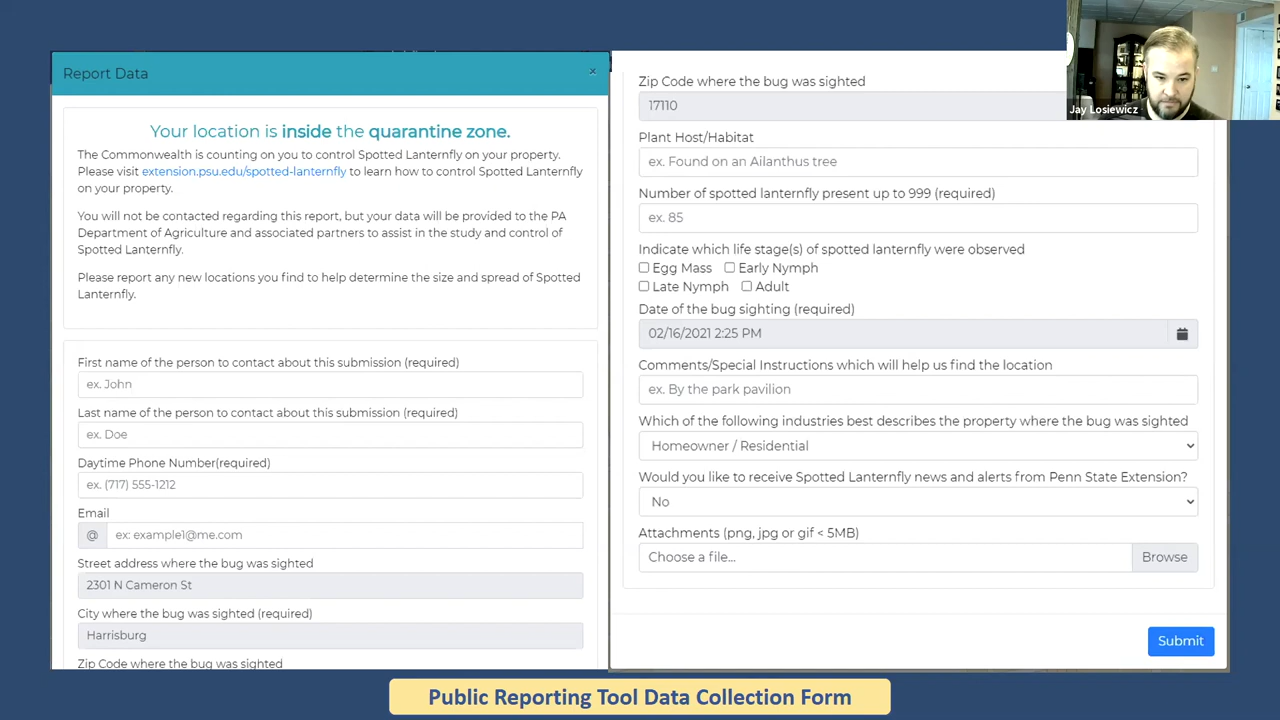 Report Data
×
Your location is inside the quarantine zone.
The Commonwealth is counting on you to control Spotted Lanternfly on your property.
Please visit extension.psu.edu/spotted-lanternfly to learn how to control Spotted Lanternfly
on your property.
You will not be contacted regarding this report, but your data will be provided to the PA
Department of Agriculture and associated partners to assist in the study and control of
Spotted Lanternfly.
Please report any new locations you find to help determine the size and spread of Spotted
Lanternfly.
First name of the person to contact about this submission (required)
ex. John
Last name of the person to contact about this submission (required)
ex. Doe
Daytime Phone Number(required)
ex. (717) 555-1212
Email
@ ex: example1@me.com
Street address where the bug was sighted
2301 N Cameron St
City where the bug was sighted (required)
Harrisburg
Zip Code where the bug was sighted
Zip Code where the bug was sighted
17110
Plant Host/Habitat
ex. Found on an Ailanthus tree
Number of spotted lanternfly present up to 999 (required)
ex. 85
Indicate which life stage(s) of spotted lanternfly were observed
Egg Mass Early Nymph
Late Nymph Adult
Date of the bug sighting (required)
02/16/2021 2:25 PM
Comments/Special Instructions which will help us find the location
ex. By the park pavilion
Which of the following industries best describes the property where the bug was sighted
Homeowner / Residential
Would you like to receive Spotted Lanternfly news and alerts from Penn State Extension?
No
Attachments (png, jpg or gif < 5MB)
Choose a file... Browse
Submit
Jay Losiewicz
Public Reporting Tool Data Collection Form